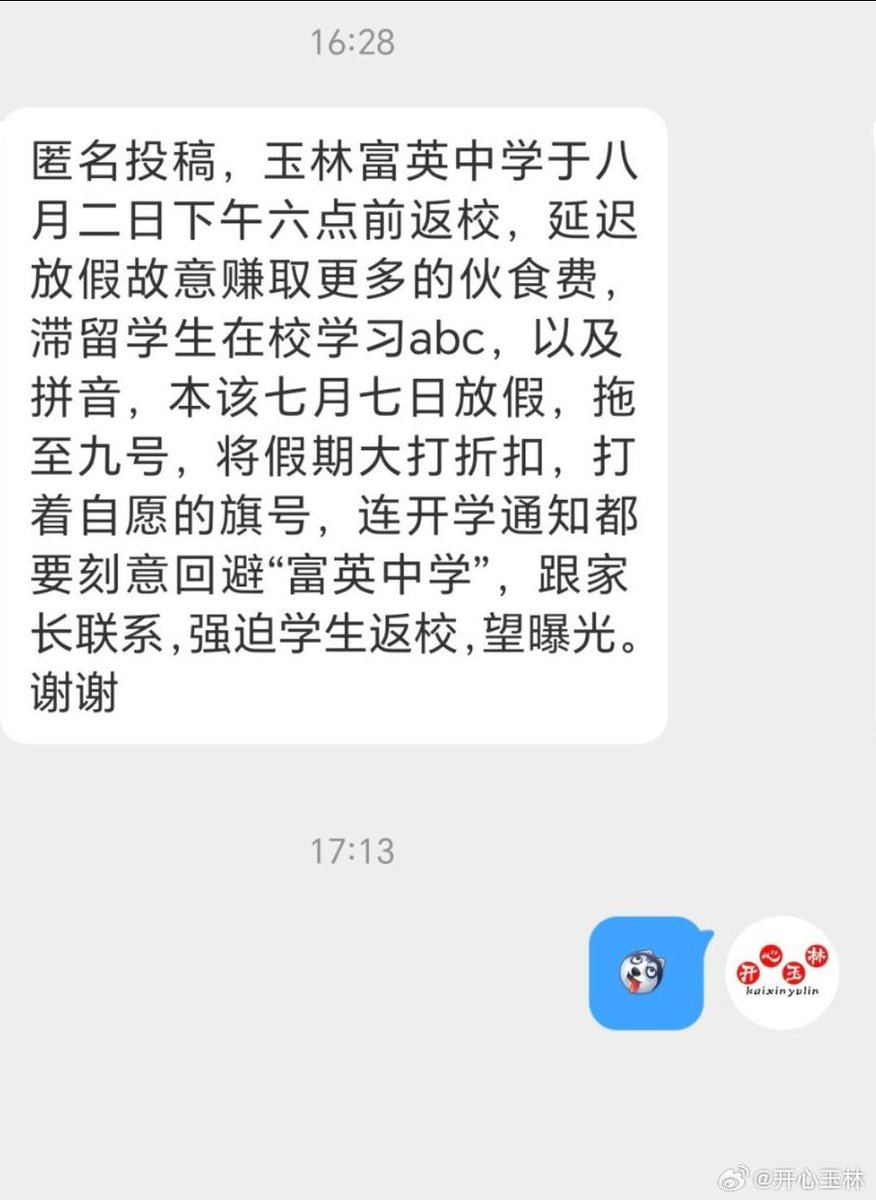 16:28
匿名投稿，玉林富英中学于八
月二日下午六点前返校，延迟
放假故意赚取更多的伙食费，
滞留学生在校学习abc，以及
拼音，本该七月七日放假，拖
至九号，将假期大打折扣，打
着自愿的旗号，连开学通知都
要刻意回避“富英中学”，跟家
长联系,强迫学生返校,望曝光。
谢谢
17:13
开心玉林
kaixinyulin
@开心玉林